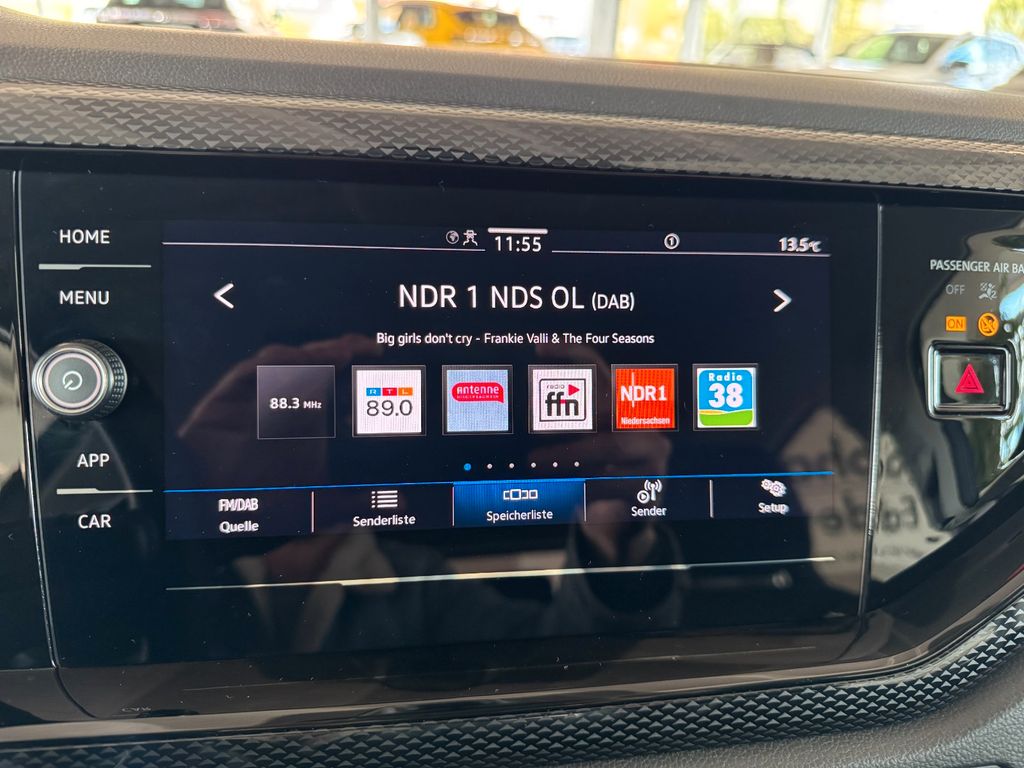 HOME
MENU
APP
CAR
11:55
13.5°C
NDR 1 NDS OL (DAB)
Big girls don't cry - Frankie Valli & The Four Seasons
88.3 MHz
RTL
89.0
antenne
NIEDERSACHSEN
radio
ffn
NDR1
Niedersachsen
Radio
38
FM/DAB
Quelle
Senderliste
Speicherliste
Sender
Setup
PASSENGER AIR BA
OFF
ON